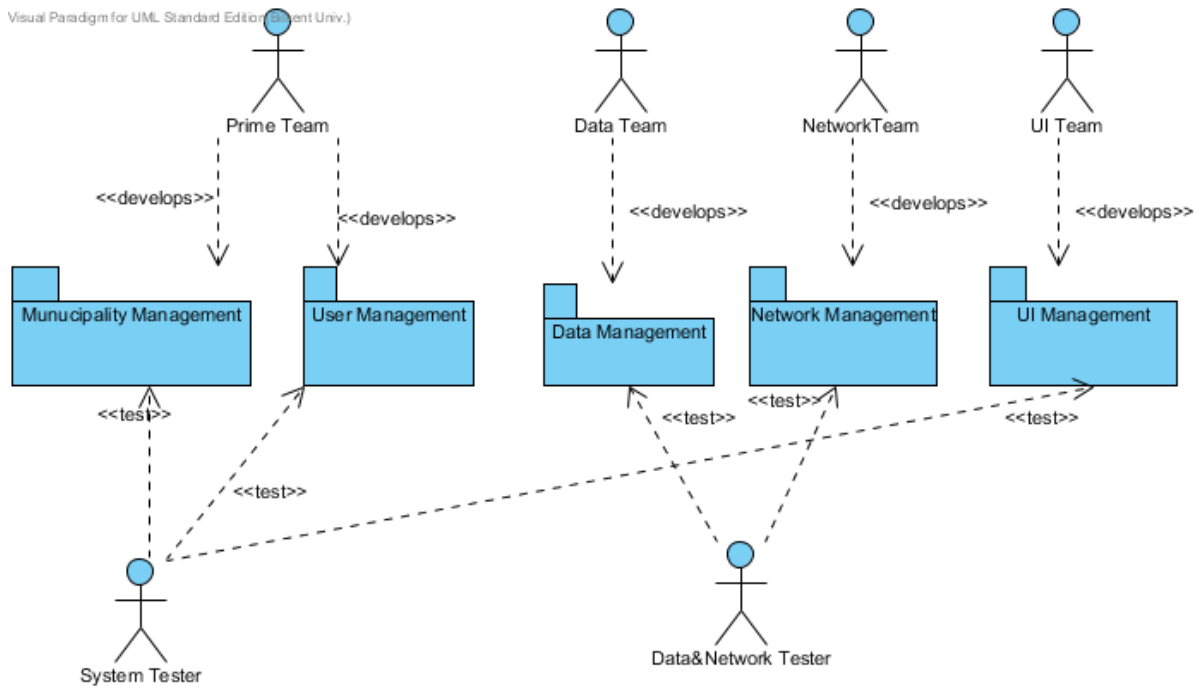 Visual Paradigm for UML Standard Edition(Bilkent Univ.)
Prime Team
Data Team
NetworkTeam
UI Team
<<develops>>
<<develops>>
<<develops>>
<<develops>>
<<develops>>
Munucipality Management
User Management
Data Management
Network Management
UI Management
<<test>>
<<test>>
<<test>>
<<test>>
<<test>>
System Tester
Data&Network Tester